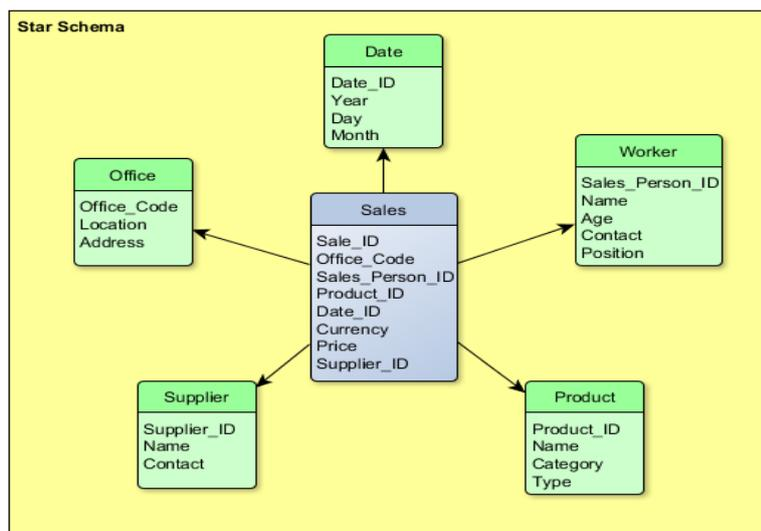 Star Schema
Date
Date_ID
Year
Day
Month
Office
Office_Code
Location
Address
Sales
Sale_ID
Office_Code
Sales_Person_ID
Product_ID
Date_ID
Currency
Price
Supplier_ID
Worker
Sales_Person_ID
Name
Age
Contact
Position
Supplier
Supplier_ID
Name
Contact
Product
Product_ID
Name
Category
Type